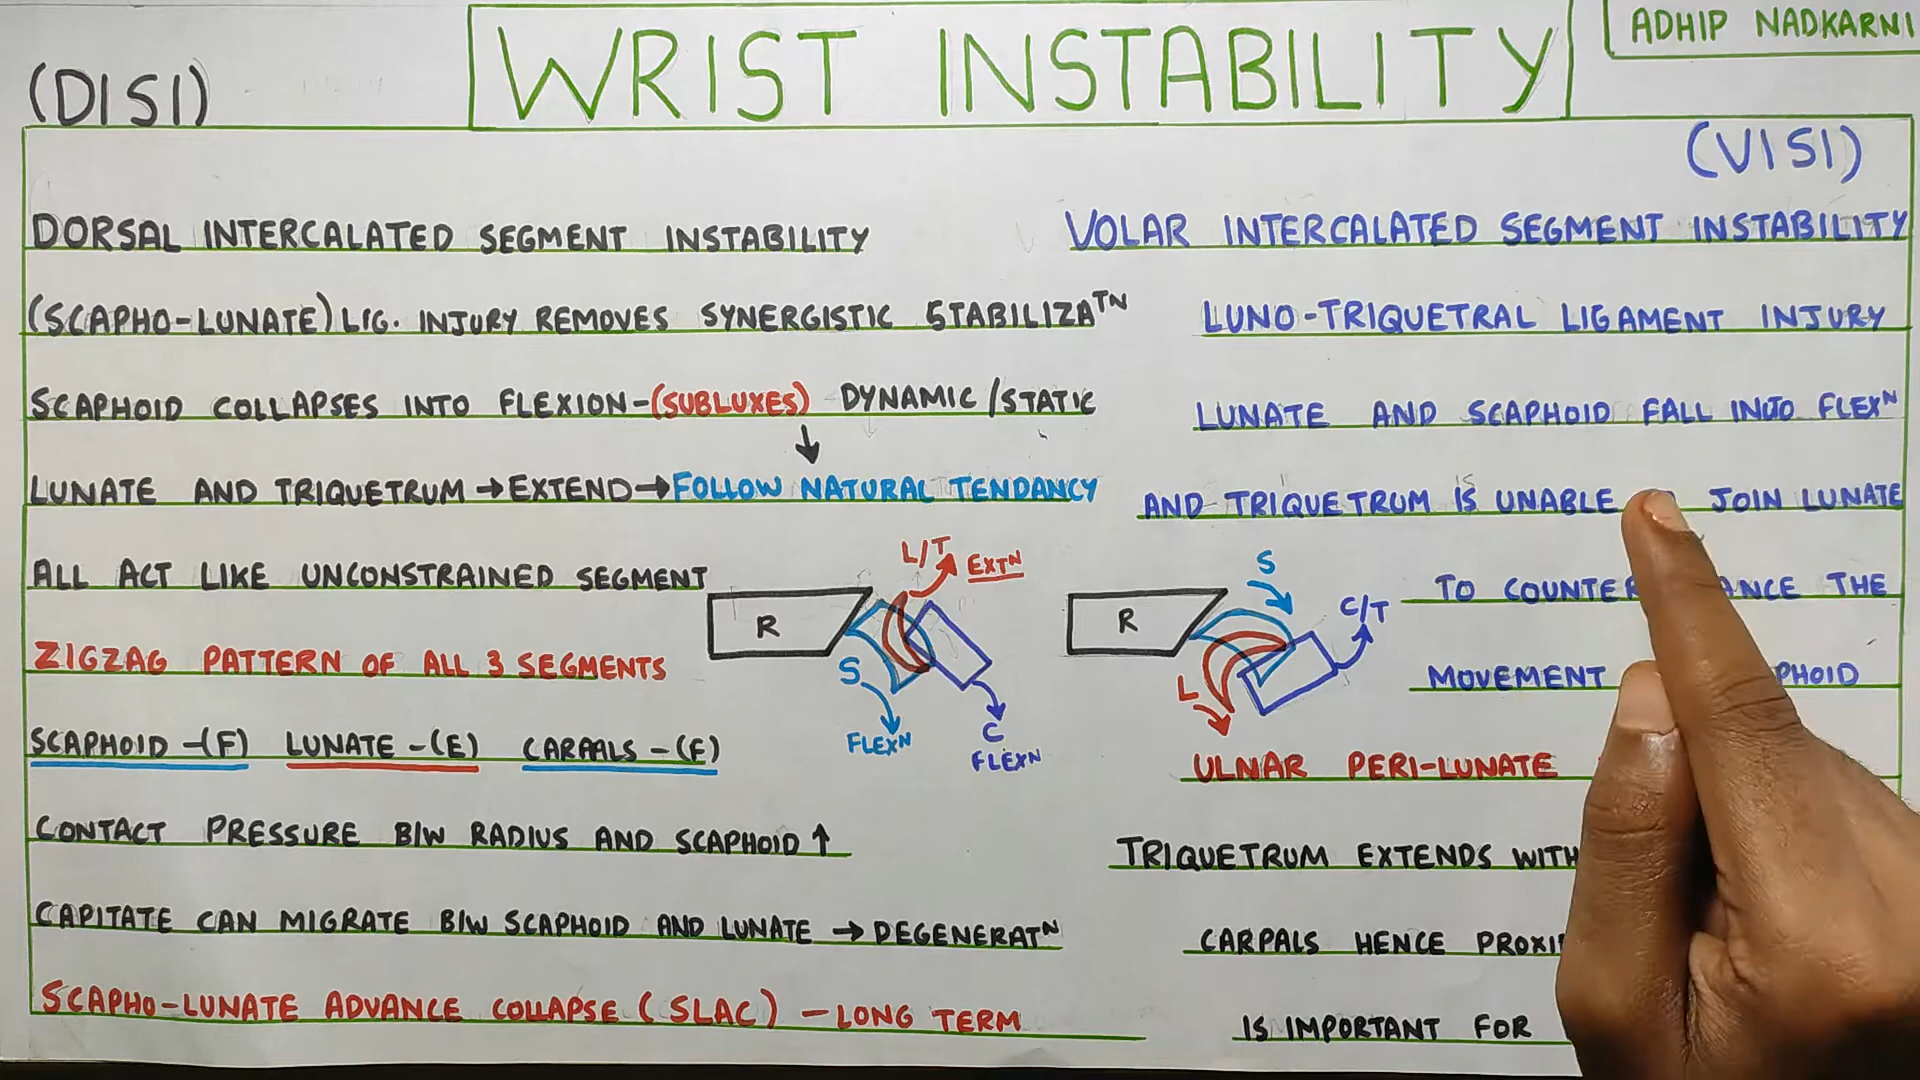 WRIST INSTABILITY
ADHIP NADKARNI
(DISI)
DORSAL INTERCALATED SEGMENT INSTABILITY
(SCAPHO-LUNATE) LIG. INJURY REMOVES SYNERGISTIC STABILIZATN
SCAPHOID COLLAPSES INTO FLEXION-(SUBLUXES) DYNAMIC/STATIC
↓
LUNATE AND TRIQUETRUM → EXTEND → FOLLOW NATURAL TENDANCY
ALL ACT LIKE UNCONSTRAINED SEGMENT
ZIGZAG PATTERN OF ALL 3 SEGMENTS
SCAPHOID -(F) LUNATE -(E) CARPALS -(F)
CONTACT PRESSURE B/W RADIUS AND SCAPHOID ↑
CAPITATE CAN MIGRATE B/W SCAPHOID AND LUNATE → DEGENERATN
SCAPHO-LUNATE ADVANCE COLLAPSE (SLAC) - LONG TERM
R
L/T
EXTN
S
FLEXN
C
FLEXN
(VISI)
VOLAR INTERCALATED SEGMENT INSTABILITY
LUNO-TRIQUETRAL LIGAMENT INJURY
LUNATE AND SCAPHOID FALL INTO FLEXN
AND TRIQUETRUM IS UNABLE JOIN LUNATE
TO THE
MOVEMENT
ULNAR PERI-LUNATE
TRIQUETRUM EXTENDS WITH
CARPALS HENCE
IS IMPORTANT FOR
R
S
C/T
L